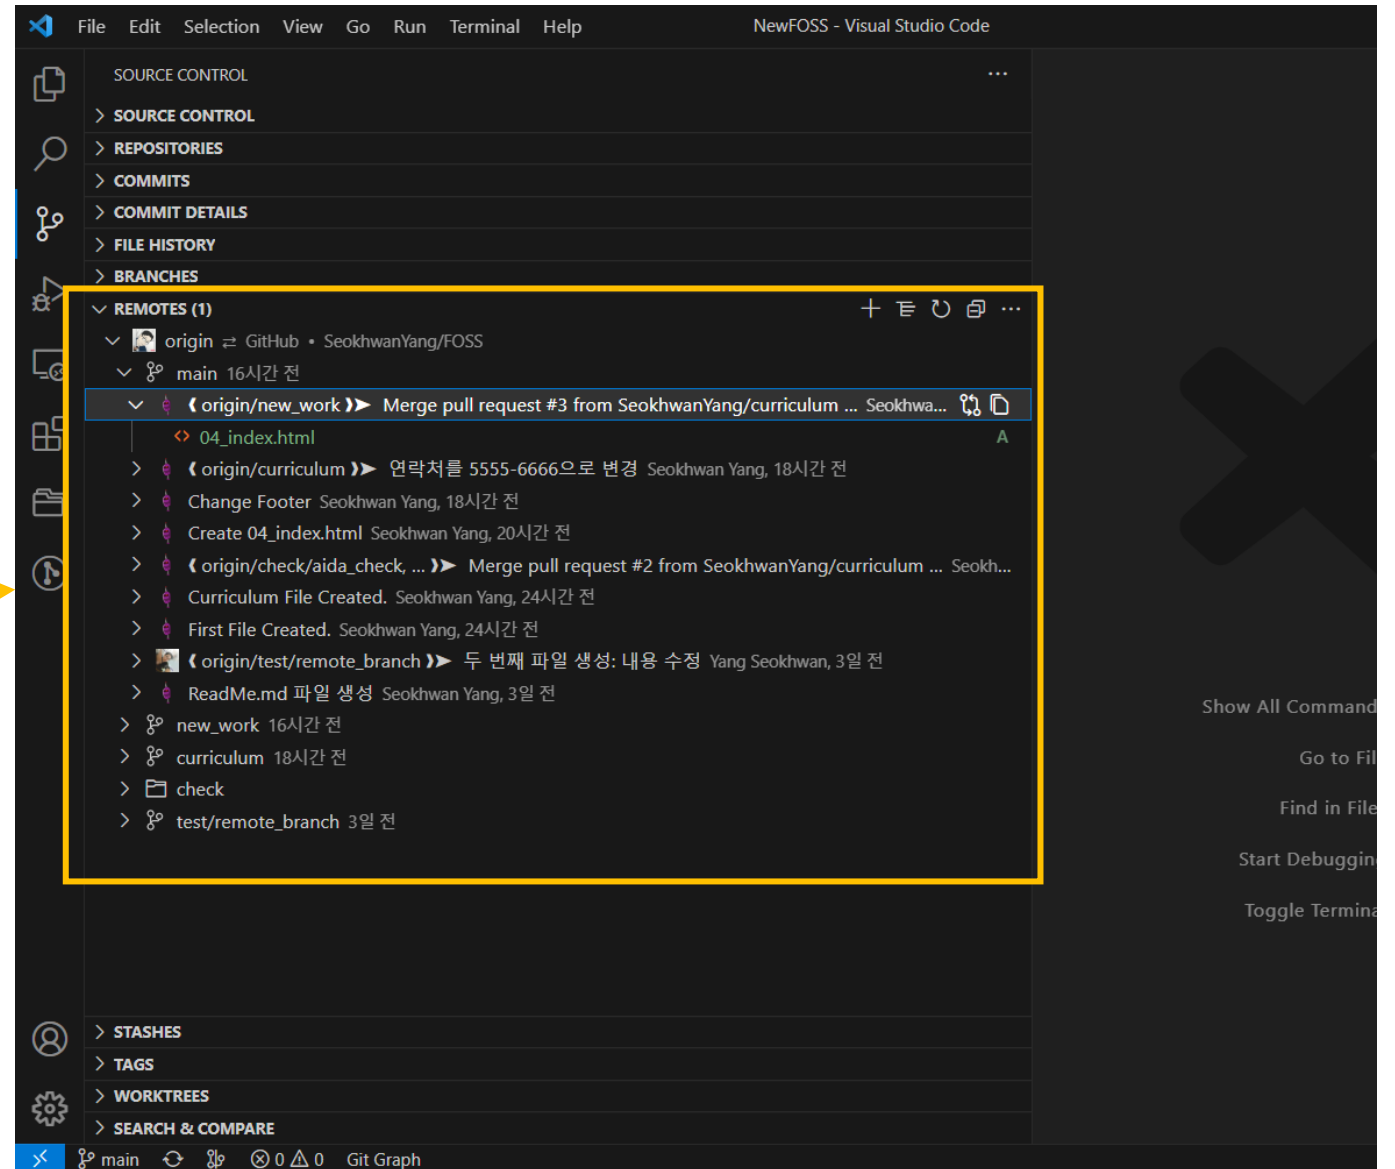 File Edit Selection View Go Run Terminal Help NewFOSS - Visual Studio Code
SOURCE CONTROL
SOURCE CONTROL
REPOSITORIES
COMMITS
COMMIT DETAILS
FILE HISTORY
BRANCHES
REMOTES (1)
origin ⇄ GitHub • SeokhwanYang/FOSS
main 16시간 전
❰ origin/new_work ❱➤ Merge pull request #3 from SeokhwanYang/curriculum ... Seokhwa...
04_index.html A
❰ origin/curriculum ❱➤ 연락처를 5555-6666으로 변경 Seokhwan Yang, 18시간 전
Change Footer Seokhwan Yang, 18시간 전
Create 04_index.html Seokhwan Yang, 20시간 전
❰ origin/check/aida_check, ... ❱➤ Merge pull request #2 from SeokhwanYang/curriculum ... Seokh...
Curriculum File Created. Seokhwan Yang, 24시간 전
First File Created. Seokhwan Yang, 24시간 전
❰ origin/test/remote_branch ❱➤ 두 번째 파일 생성: 내용 수정 Yang Seokhwan, 3일 전
ReadMe.md 파일 생성 Seokhwan Yang, 3일 전
new_work 16시간 전
curriculum 18시간 전
check
test/remote_branch 3일 전
Show All Command
Go to Fil
Find in File
Start Debuggin
Toggle Termina
STASHES
TAGS
WORKTREES
SEARCH & COMPARE
main 0 0 Git Graph